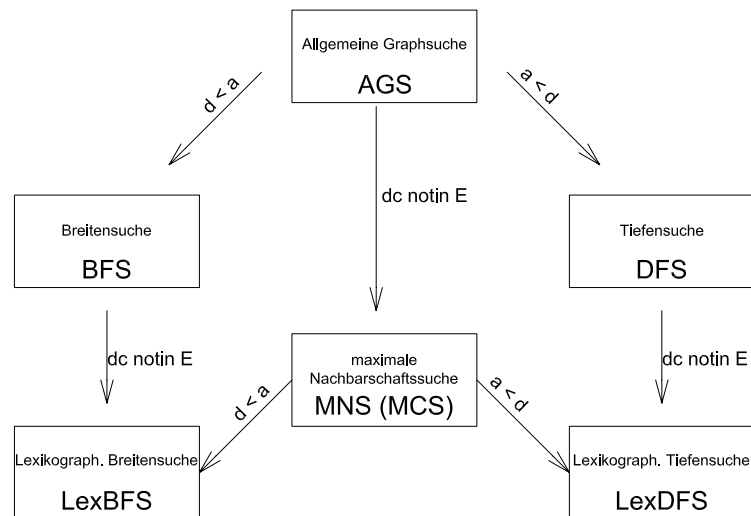 Allgemeine Graphsuche
AGS
d < a
a < d
dc notin E
Breitensuche
BFS
Tiefensuche
DFS
dc notin E
dc notin E
maximale
Nachbarschaftssuche
MNS (MCS)
d < a
a < d
Lexikograph. Breitensuche
LexBFS
Lexikograph. Tiefensuche
LexDFS